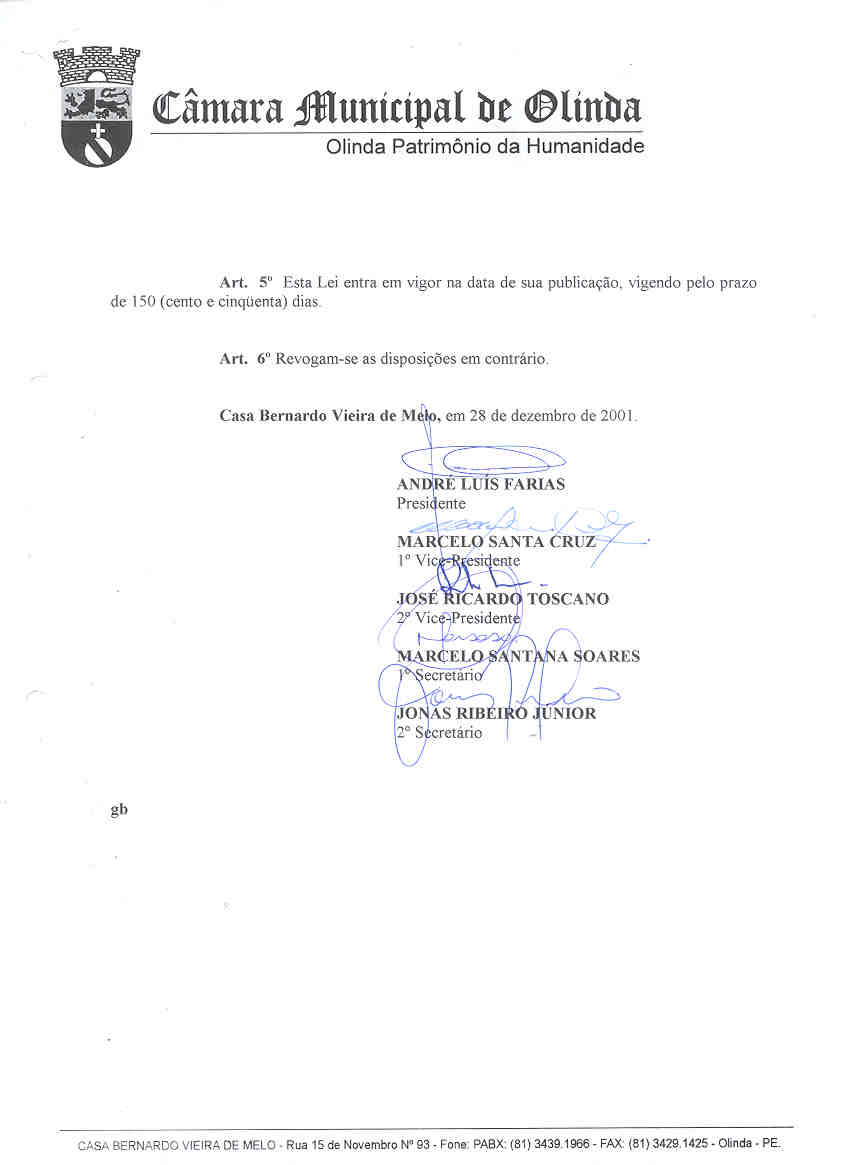 Câmara Municipal de Olinda
Olinda Patrimônio da Humanidade
Art. 5º Esta Lei entra em vigor na data de sua publicação, vigendo pelo prazo
de 150 (cento e cinqüenta) dias.
Art. 6º Revogam-se as disposições em contrário.
Casa Bernardo Vieira de Melo, em 28 de dezembro de 2001.
ANDRÉ LUÍS FARIAS
Presidente
MARCELO SANTA CRUZ
1º Vice-Presidente
JOSÉ RICARDO TOSCANO
2º Vice-Presidente
MARCELO SANTANA SOARES
1º Secretário
JONAS RIBEIRO JÚNIOR
2º Secretário
gb
CASA BERNARDO VIEIRA DE MELO - Rua 15 de Novembro Nº 93 - Fone: PABX: (81) 3439.1966 - FAX: (81) 3429.1425 - Olinda - PE.